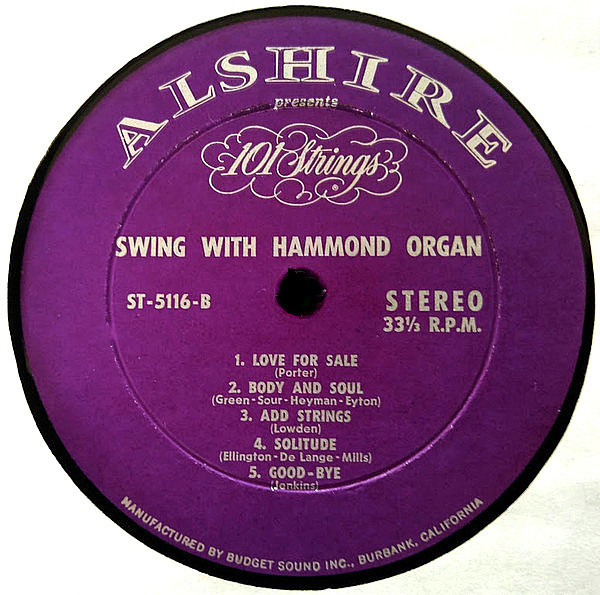 ALSHIRE
presents
101 Strings®
SWING WITH HAMMOND ORGAN
ST-5116-B
STEREO
33⅓ R.P.M.
1. LOVE FOR SALE
(Porter)
2. BODY AND SOUL
(Green-Sour-Heyman-Eyton)
3. ADD STRINGS
(Lowden)
4. SOLITUDE
(Ellington-De Lange-Mills)
5. GOOD-BYE
(Jenkins)
MANUFACTURED BY BUDGET SOUND INC., BURBANK, CALIFORNIA